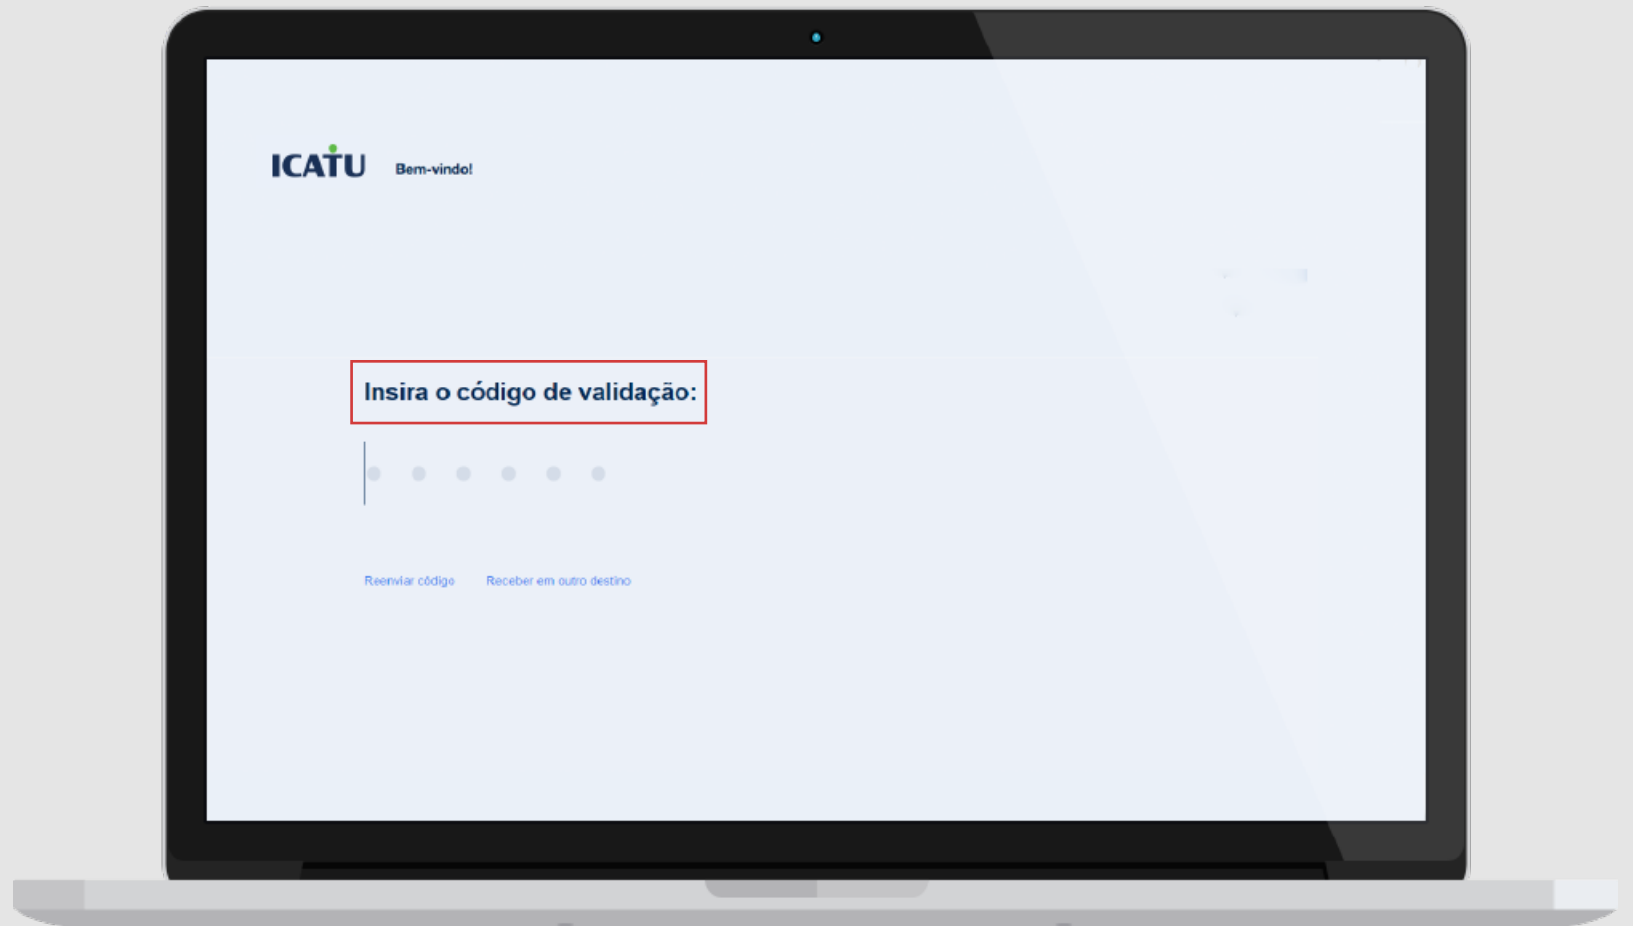 ICATU Bem-vindo!
Insira o código de validação:
Reenviar código Receber em outro destino